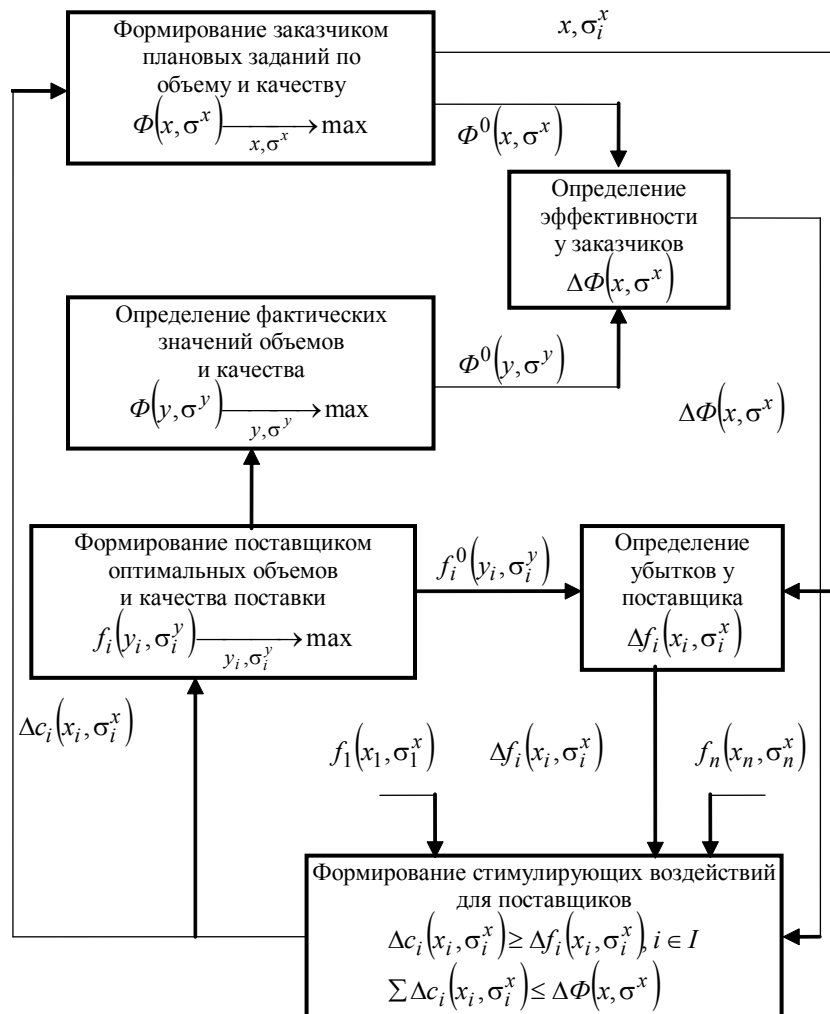 Формирование заказчиком
плановых заданий по
объему и качеству
Φ(x,σ^x) → max
x,σ^x
x,σ_i^x
Φ^0(x,σ^x)
Определение
эффективности
у заказчиков
ΔΦ(x,σ^x)
Определение фактических
значений объемов
и качества
Φ(y,σ^y) → max
y,σ^y
Φ^0(y,σ^y)
ΔΦ(x,σ^x)
Формирование поставщиком
оптимальных объемов
и качества поставки
f_i(y_i,σ_i^y) → max
y_i,σ_i^y
f_i^0(y_i,σ_i^y)
Определение
убытков у
поставщика
Δf_i(x_i,σ_i^x)
Δc_i(x_i,σ_i^x)
f_1(x_1,σ_1^x)
Δf_i(x_i,σ_i^x)
f_n(x_n,σ_n^x)
Формирование стимулирующих воздействий
для поставщиков
Δc_i(x_i,σ_i^x) ≥ Δf_i(x_i,σ_i^x), i ∈ I
∑Δc_i(x_i,σ_i^x) ≤ ΔΦ(x,σ^x)